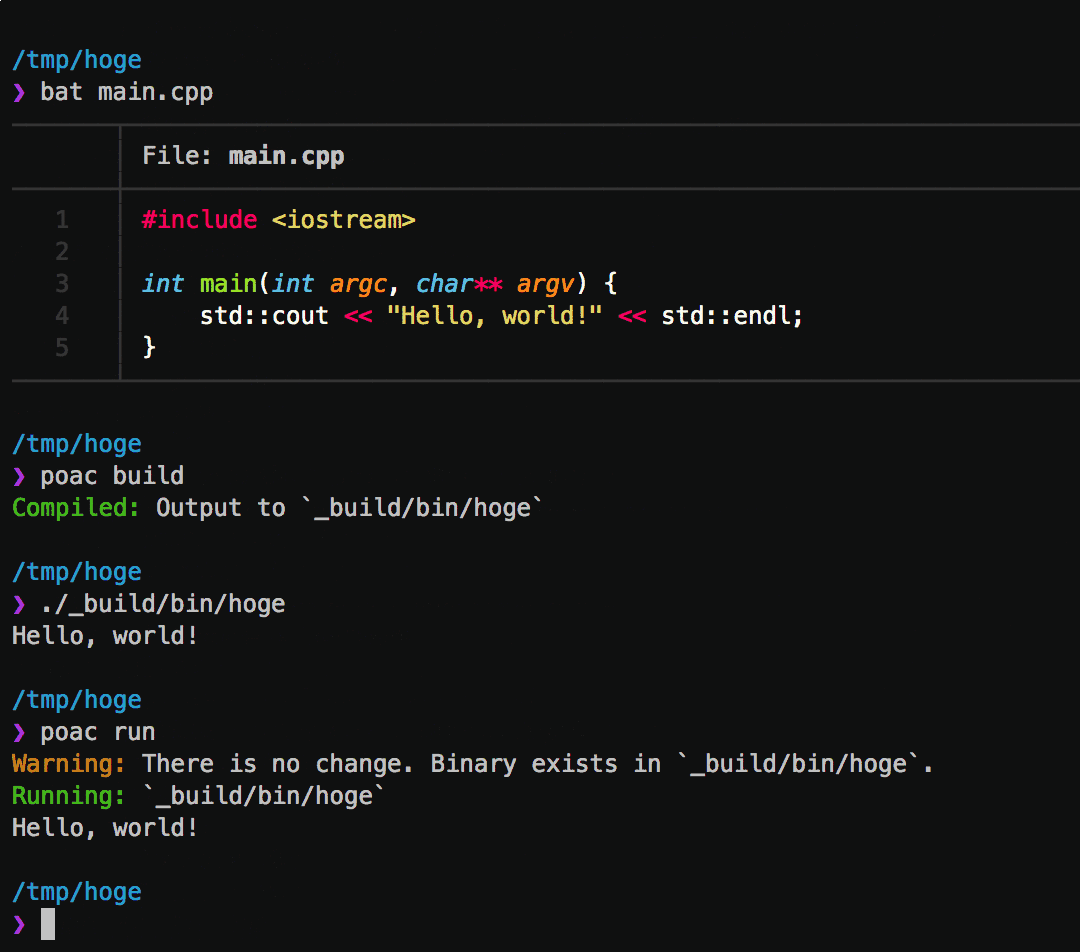 /tmp/hoge
❯ bat main.cpp
File: main.cpp
1 #include <iostream>
2
3 int main(int argc, char** argv) {
4     std::cout << "Hello, world!" << std::endl;
5 }
/tmp/hoge
❯ poac build
Compiled: Output to `_build/bin/hoge`
/tmp/hoge
❯ ./_build/bin/hoge
Hello, world!
/tmp/hoge
❯ poac run
Warning: There is no change. Binary exists in `_build/bin/hoge`.
Running: `_build/bin/hoge`
Hello, world!
/tmp/hoge
❯